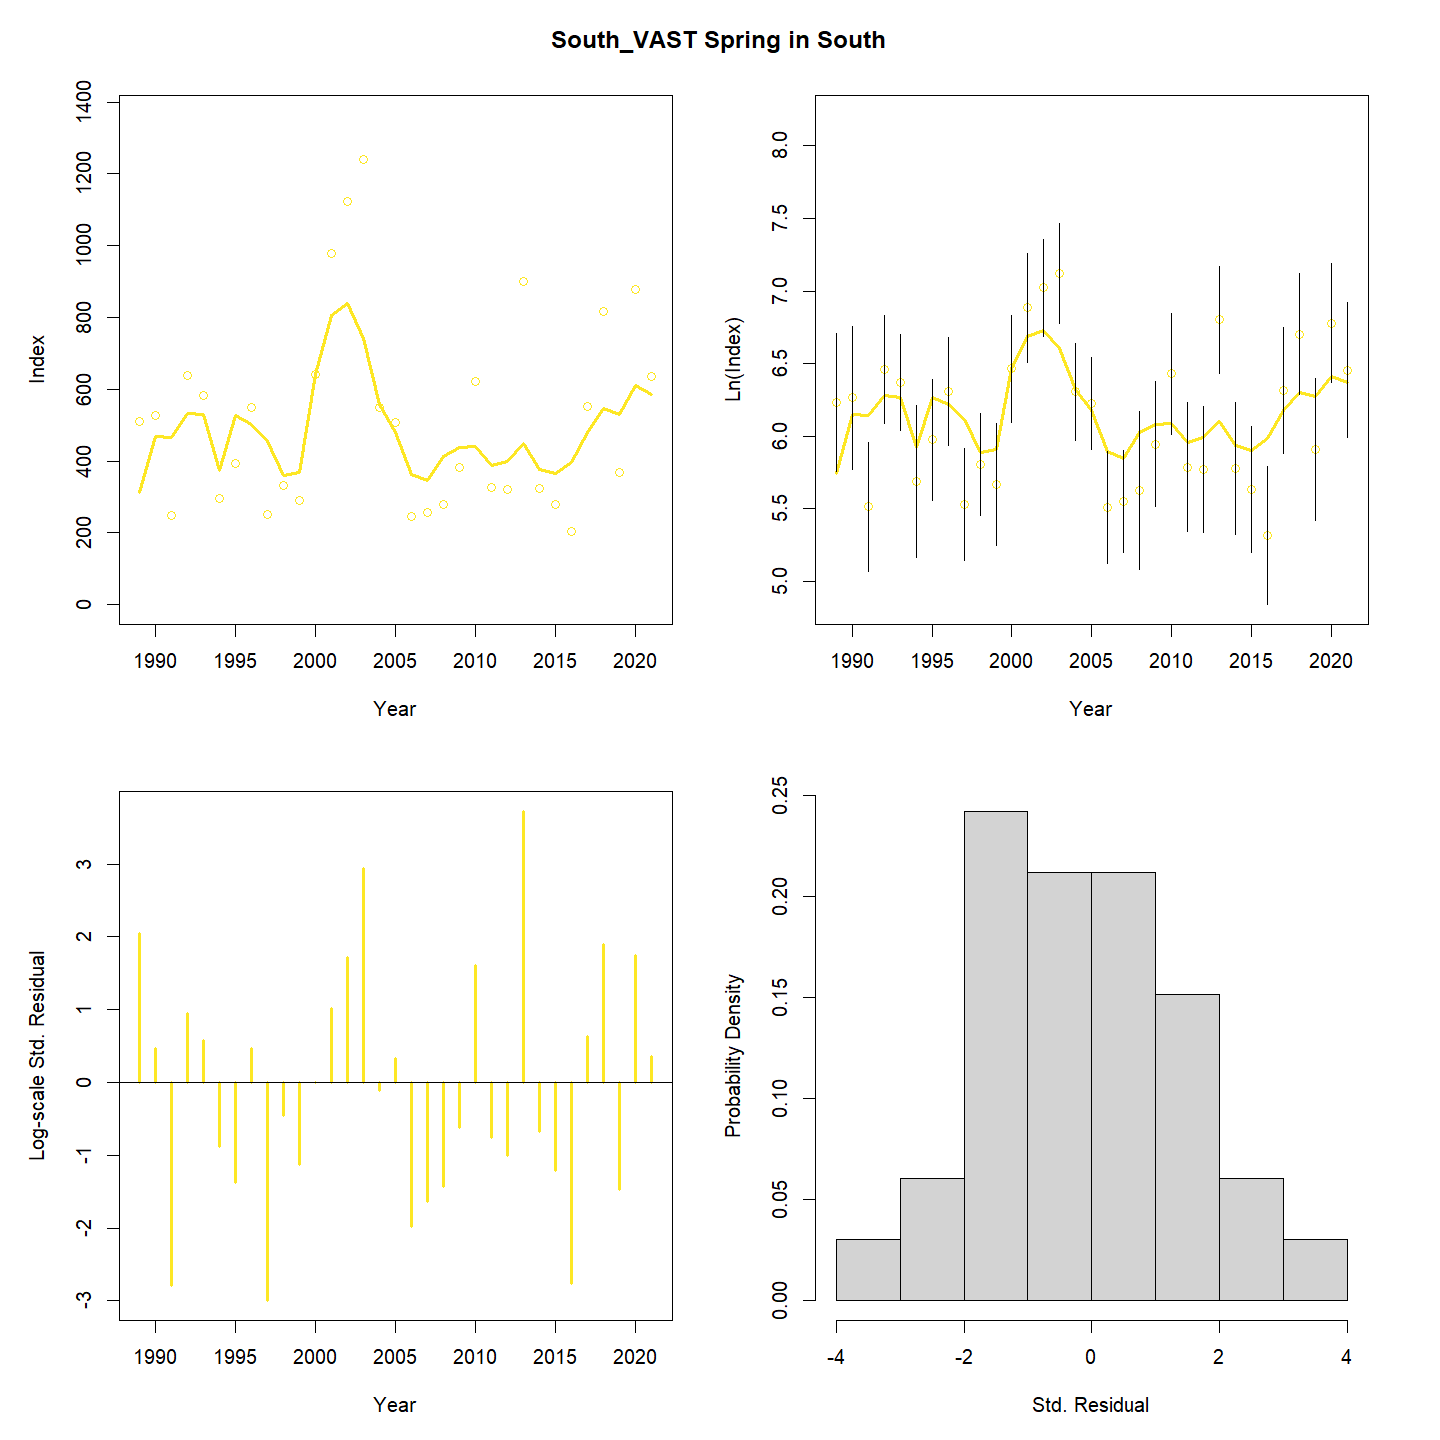 South_VAST Spring in South
Index
0 200 400 600 800 1000 1200 1400
1990 1995 2000 2005 2010 2015 2020
Year
Ln(Index)
5.0 5.5 6.0 6.5 7.0 7.5 8.0
1990 1995 2000 2005 2010 2015 2020
Year
Log-scale Std. Residual
-3 -2 -1 0 1 2 3
1990 1995 2000 2005 2010 2015 2020
Year
Probability Density
0.00 0.05 0.10 0.15 0.20 0.25
-4 -2 0 2 4
Std. Residual